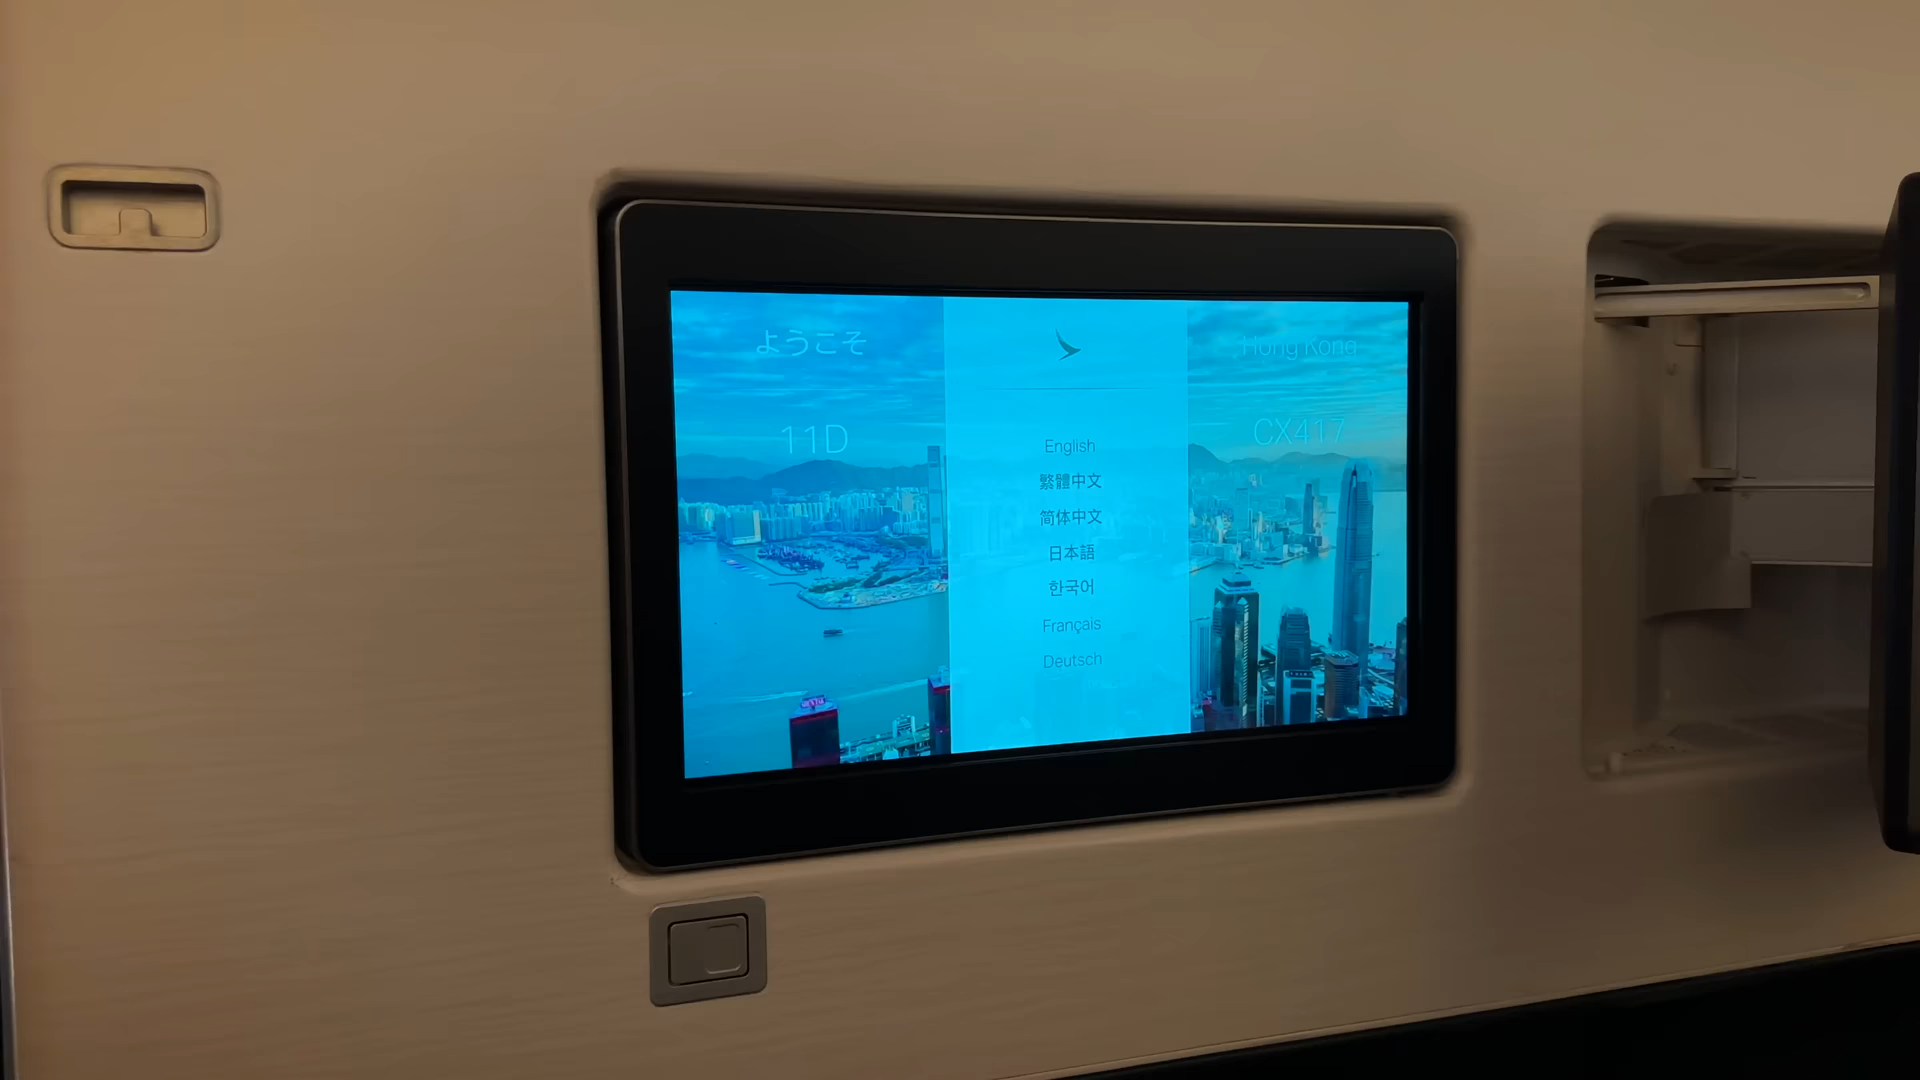 ようこそ
11D
English
繁體中文
简体中文
日本語
한국어
Français
Deutsch
Hong Kong
CX417